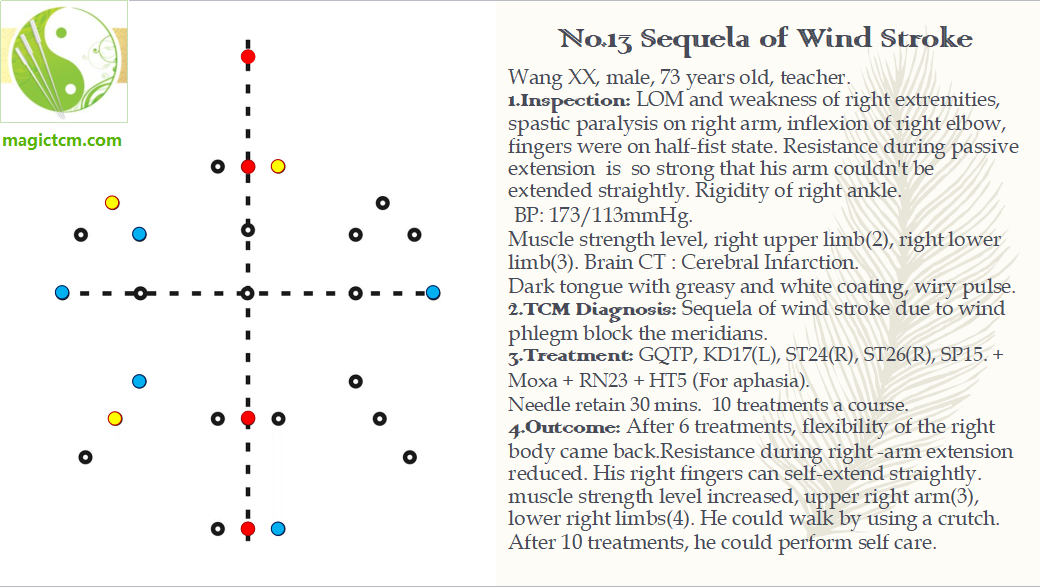 magictcm.com
No.13 Sequela of Wind Stroke
Wang XX, male, 73 years old, teacher.
1.Inspection: LOM and weakness of right extremities,
spastic paralysis on right arm, inflexion of right elbow,
fingers were on half-fist state. Resistance during passive
extension is so strong that his arm couldn't be
extended straightly. Rigidity of right ankle.
BP: 173/113mmHg.
Muscle strength level, right upper limb(2), right lower
limb(3). Brain CT : Cerebral Infarction.
Dark tongue with greasy and white coating, wiry pulse.
2.TCM Diagnosis: Sequela of wind stroke due to wind
phlegm block the meridians.
3.Treatment: GQTP, KD17(L), ST24(R), ST26(R), SP15. +
Moxa + RN23 + HT5 (For aphasia).
Needle retain 30 mins. 10 treatments a course.
4.Outcome: After 6 treatments, flexibility of the right
body came back.Resistance during right -arm extension
reduced. His right fingers can self-extend straightly.
muscle strength level increased, upper right arm(3),
lower right limbs(4). He could walk by using a crutch.
After 10 treatments, he could perform self care.